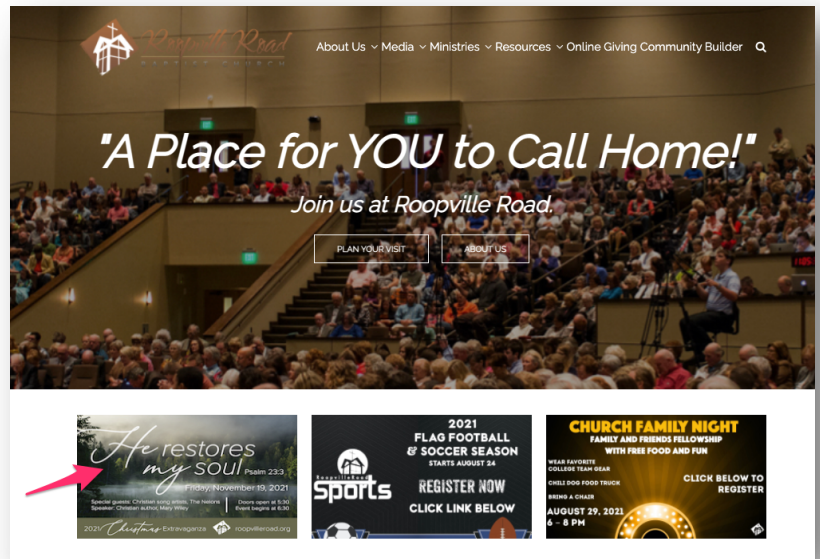 Roopville Road
BAPTIST CHURCH
About Us Media Ministries Resources Online Giving Community Builder
"A Place for YOU to Call Home!"
Join us at Roopville Road.
PLAN YOUR VISIT
ABOUT US
He restores
my soul Psalm 23:3
Friday, November 19, 2021
Special guests: Christian song artists, The Nelons
Speaker: Christian author, Mary Wiley
Doors open at 5:30
Event begins at 6:30
2021 Christmas Extravaganza roopvilleroad.org
2021
FLAG FOOTBALL
& SOCCER SEASON
STARTS AUGUST 24
RoopvilleRoad
Sports
REGISTER NOW
CLICK LINK BELOW
CHURCH FAMILY NIGHT
FAMILY AND FRIENDS FELLOWSHIP
WITH FREE FOOD AND FUN
WEAR FAVORITE
COLLEGE TEAM GEAR
CHILI DOG FOOD TRUCK
BRING A CHAIR
AUGUST 29, 2021
6 - 8 PM
CLICK BELOW TO
REGISTER